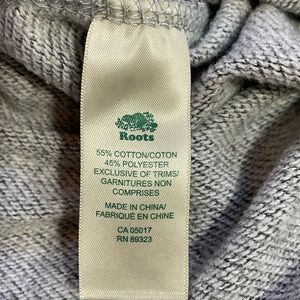 Roots
55% COTTON/COTON
45% POLYESTER
EXCLUSIVE OF TRIMS/
GARNITURES NON
COMPRISES
MADE IN CHINA/
FABRIQUÉ EN CHINE
CA 05017
RN 89323